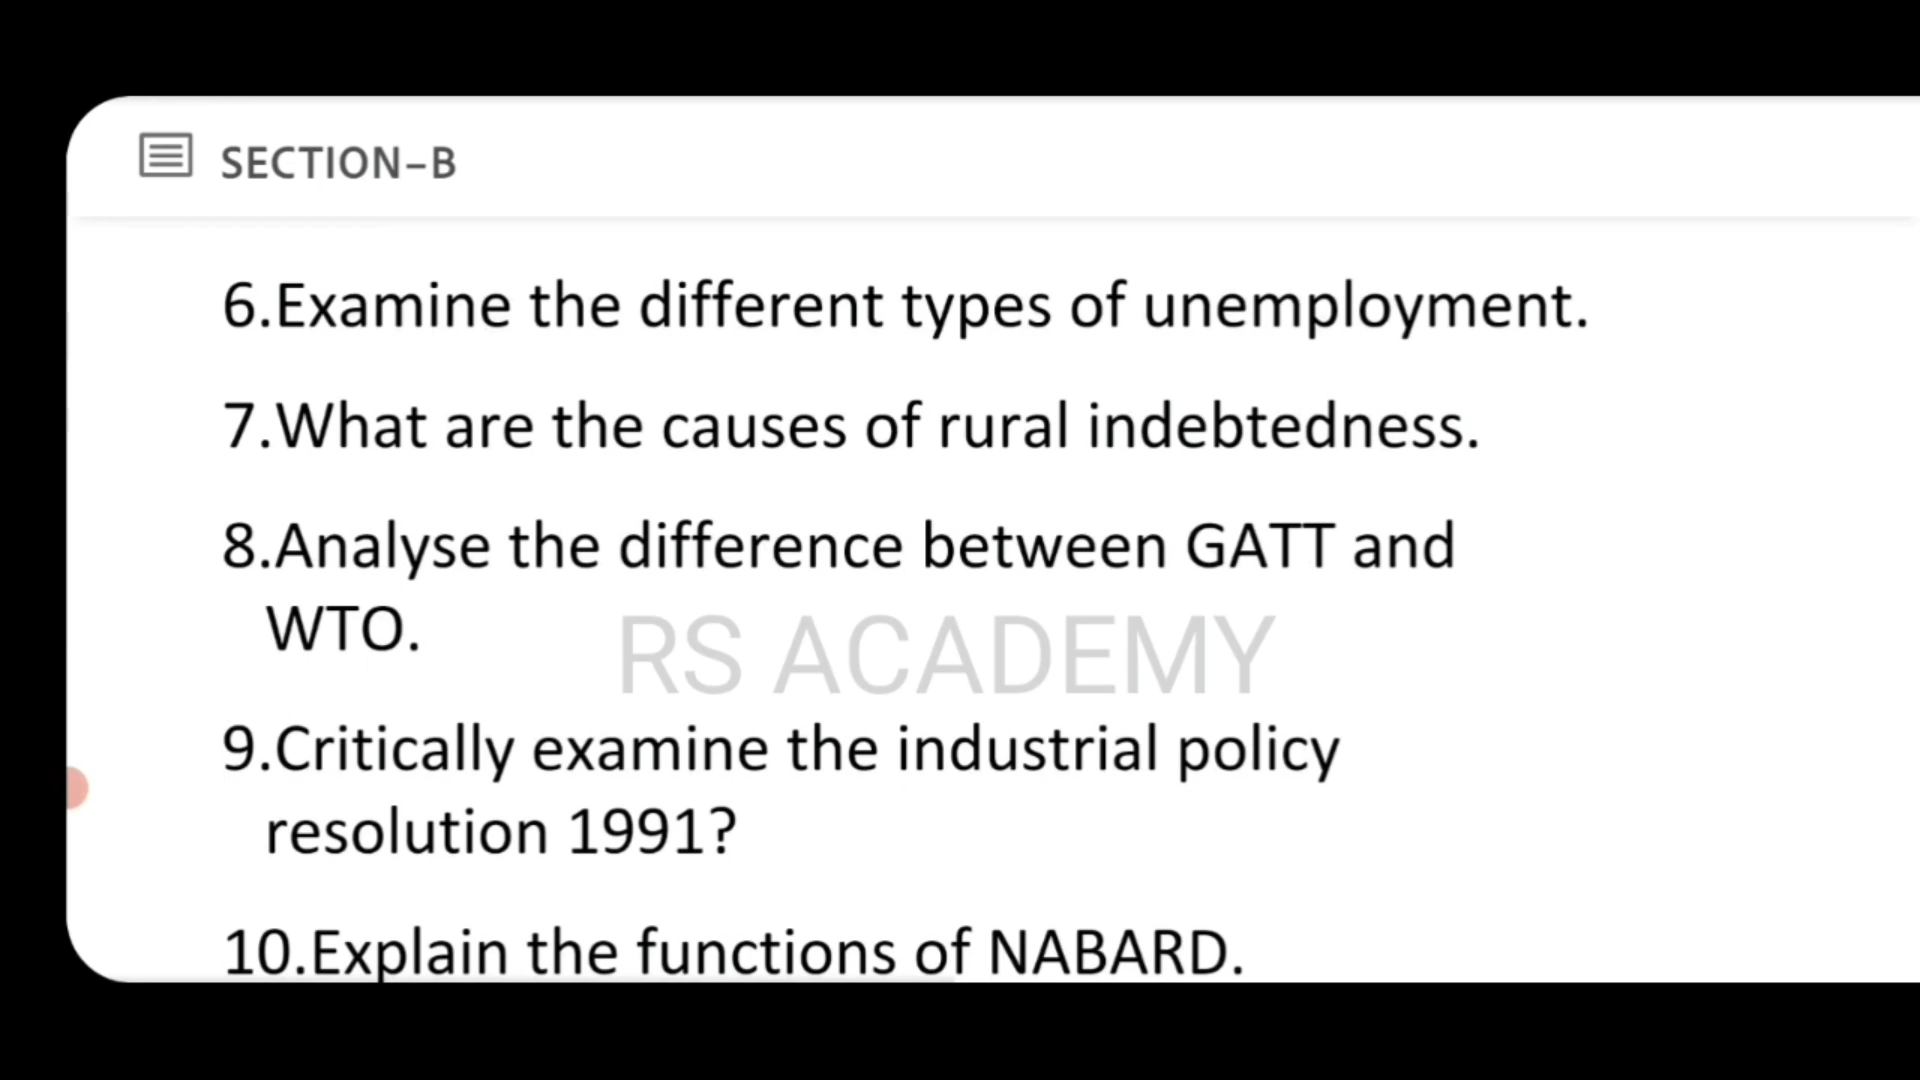 SECTION–B
6.Examine the different types of unemployment.
7.What are the causes of rural indebtedness.
8.Analyse the difference between GATT and
WTO.
RS ACADEMY
9.Critically examine the industrial policy
resolution 1991?
10.Explain the functions of NABARD.